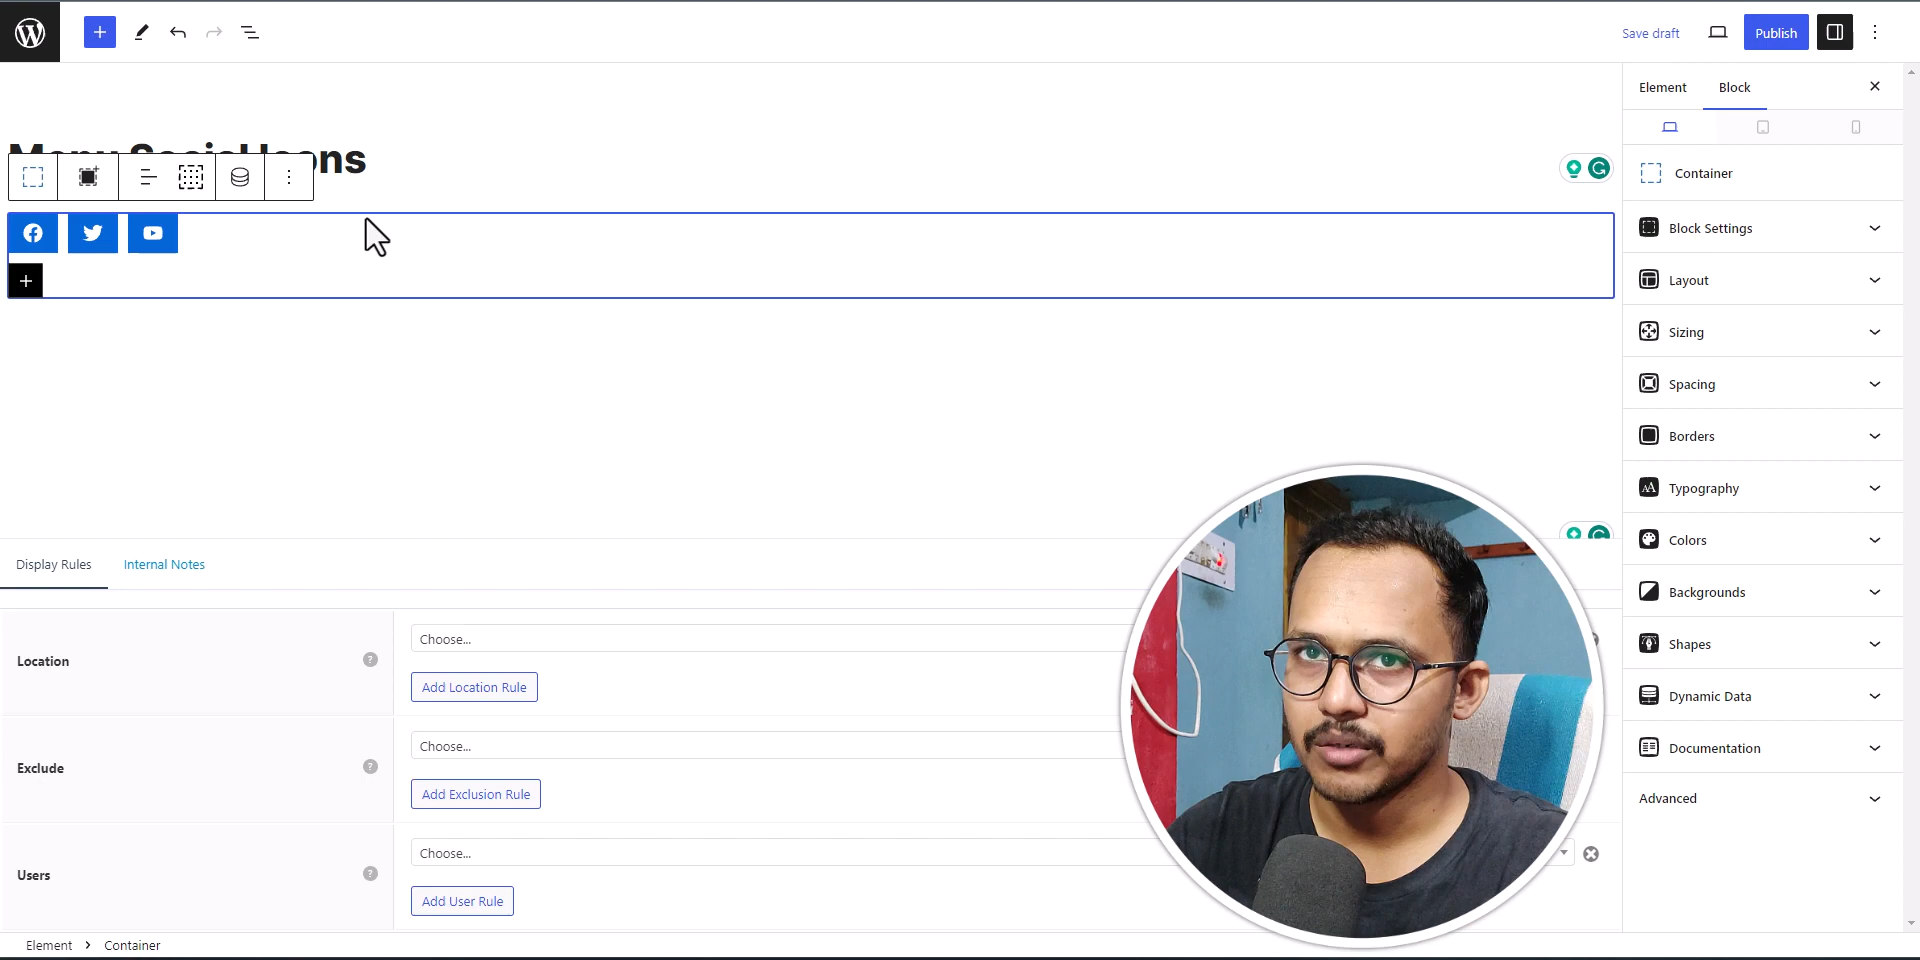 Save draft
Publish
Element
Block
ons
Container
Block Settings
Layout
Sizing
Spacing
Borders
Typography
Colors
Backgrounds
Shapes
Dynamic Data
Documentation
Advanced
Display Rules
Internal Notes
Location
Choose...
Add Location Rule
Exclude
Choose...
Add Exclusion Rule
Users
Choose...
Add User Rule
Element > Container